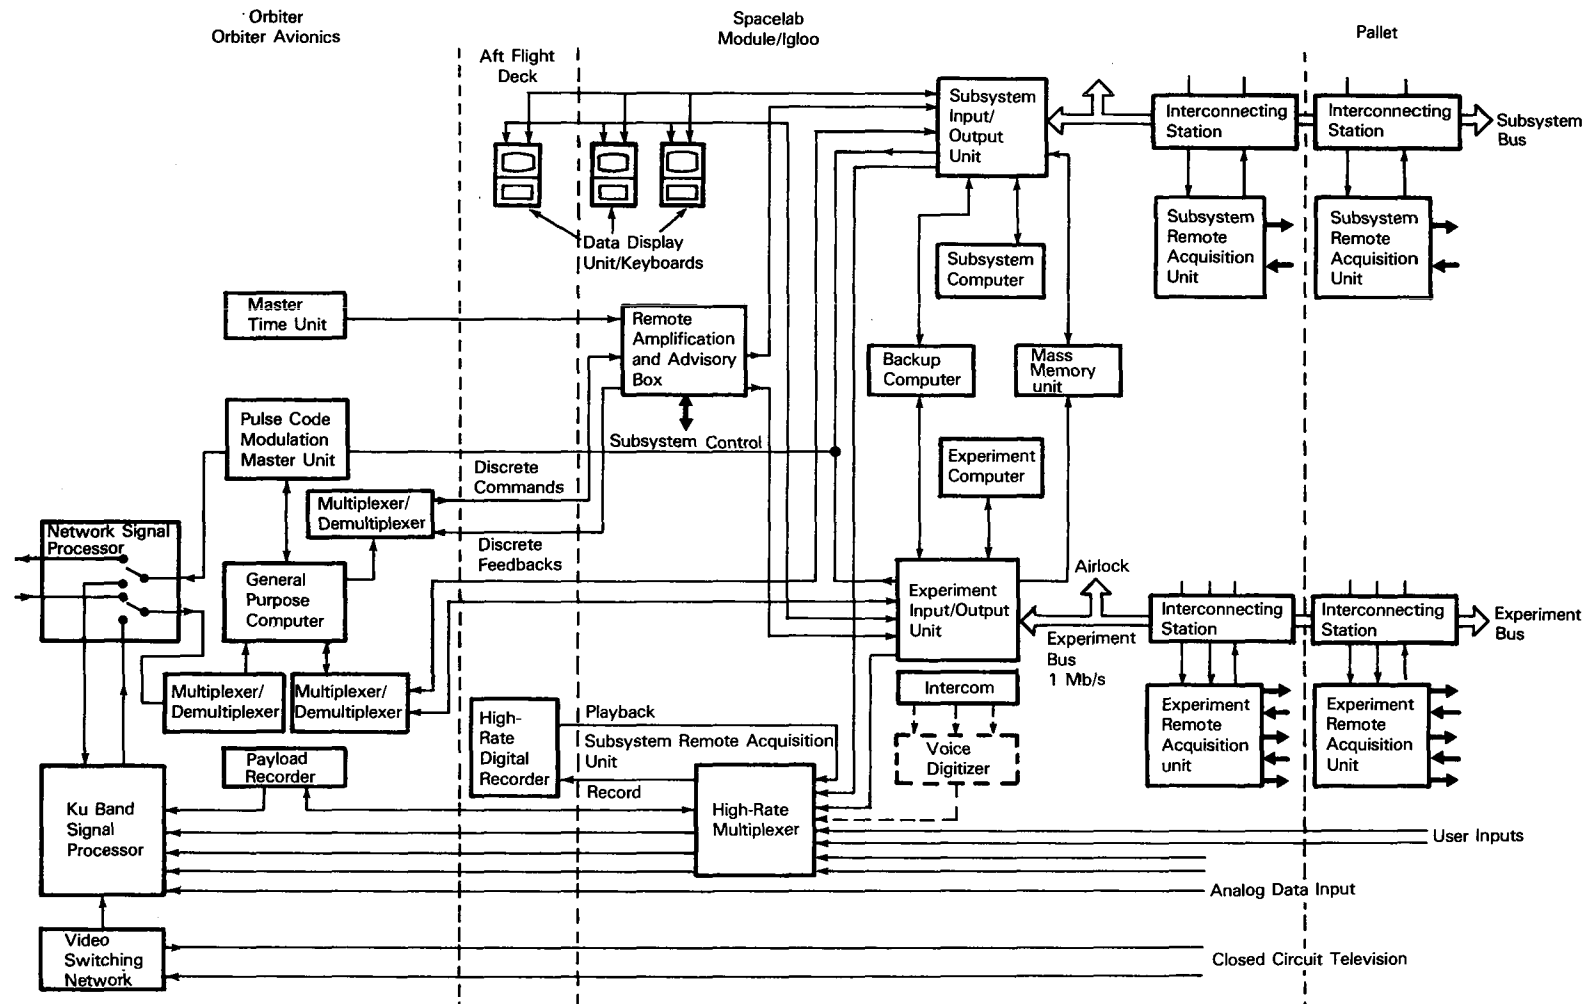 Orbiter
Orbiter Avionics
Spacelab
Module/Igloo
Pallet
Aft Flight
Deck
Subsystem
Input/
Output
Unit
Interconnecting
Station
Interconnecting
Station
Subsystem
Bus
Data Display
Unit/Keyboards
Subsystem
Computer
Subsystem
Remote
Acquisition
Unit
Subsystem
Remote
Acquisition
Unit
Master
Time Unit
Remote
Amplification
and Advisory
Box
Backup
Computer
Mass
Memory
unit
Pulse Code
Modulation
Master Unit
Subsystem Control
Experiment
Computer
Discrete
Commands
Multiplexer/
Demultiplexer
Network Signal
Processor
Discrete
Feedbacks
General
Purpose
Computer
Experiment
Input/Output
Unit
Airlock
Experiment
Bus
1 Mb/s
Interconnecting
Station
Interconnecting
Station
Experiment
Bus
Multiplexer/
Demultiplexer
Multiplexer/
Demultiplexer
High-
Rate
Digital
Recorder
Playback
Subsystem Remote Acquisition
Unit
Record
Intercom
Voice
Digitizer
Experiment
Remote
Acquisition
unit
Experiment
Remote
Acquisition
Unit
Payload
Recorder
Ku Band
Signal
Processor
High-Rate
Multiplexer
User Inputs
Analog Data Input
Video
Switching
Network
Closed Circuit Television